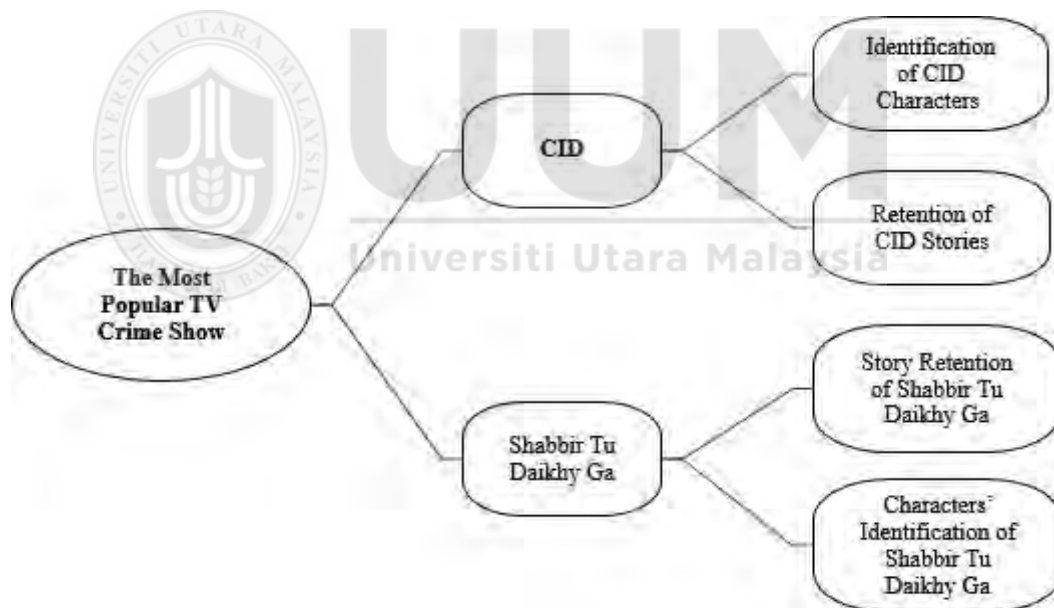 The Most
Popular TV
Crime Show
CID
Identification
of CID
Characters
Retention of
CID Stories
Shabbir Tu
Daikhy Ga
Story Retention
of Shabbir Tu
Daikhy Ga
Characters'
Identification of
Shabbir Tu
Daikhy Ga
UUM
Universiti Utara Malaysia
UNIVERSITI UTARA MALAYSIA